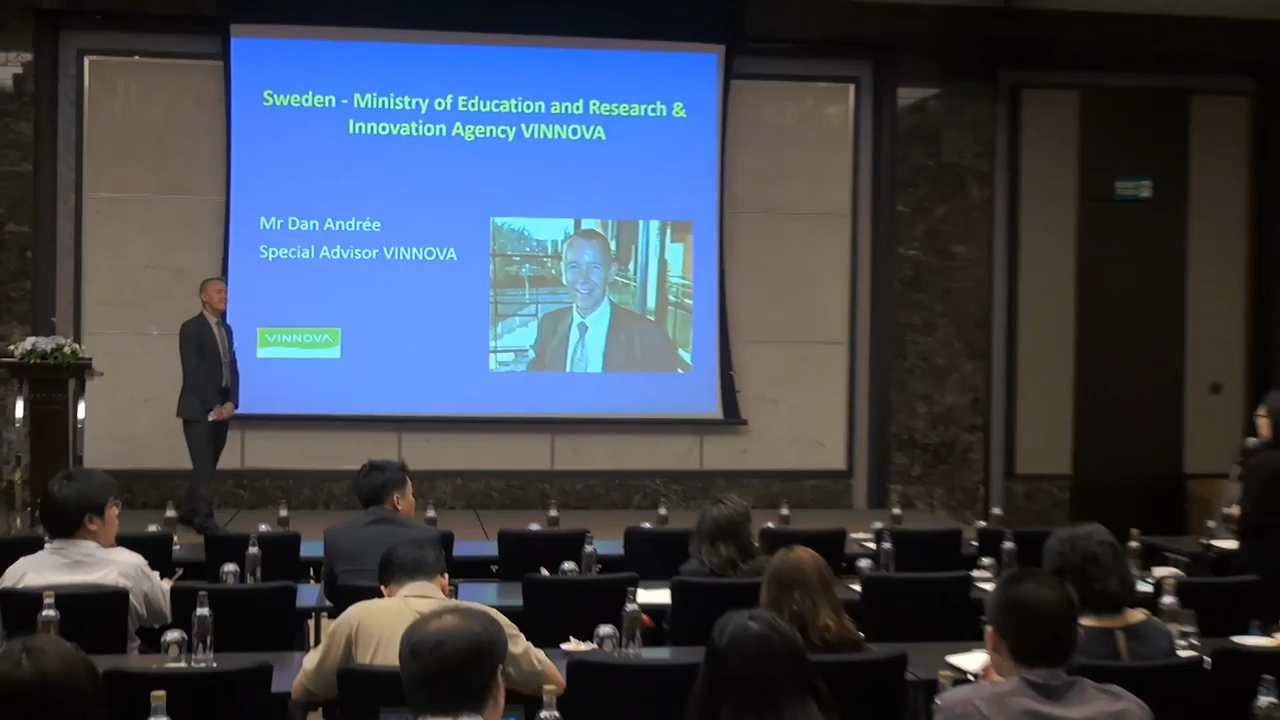 Sweden - Ministry of Education and Research &
Innovation Agency VINNOVA
Mr Dan Andrée
Special Advisor VINNOVA
VINNOVA